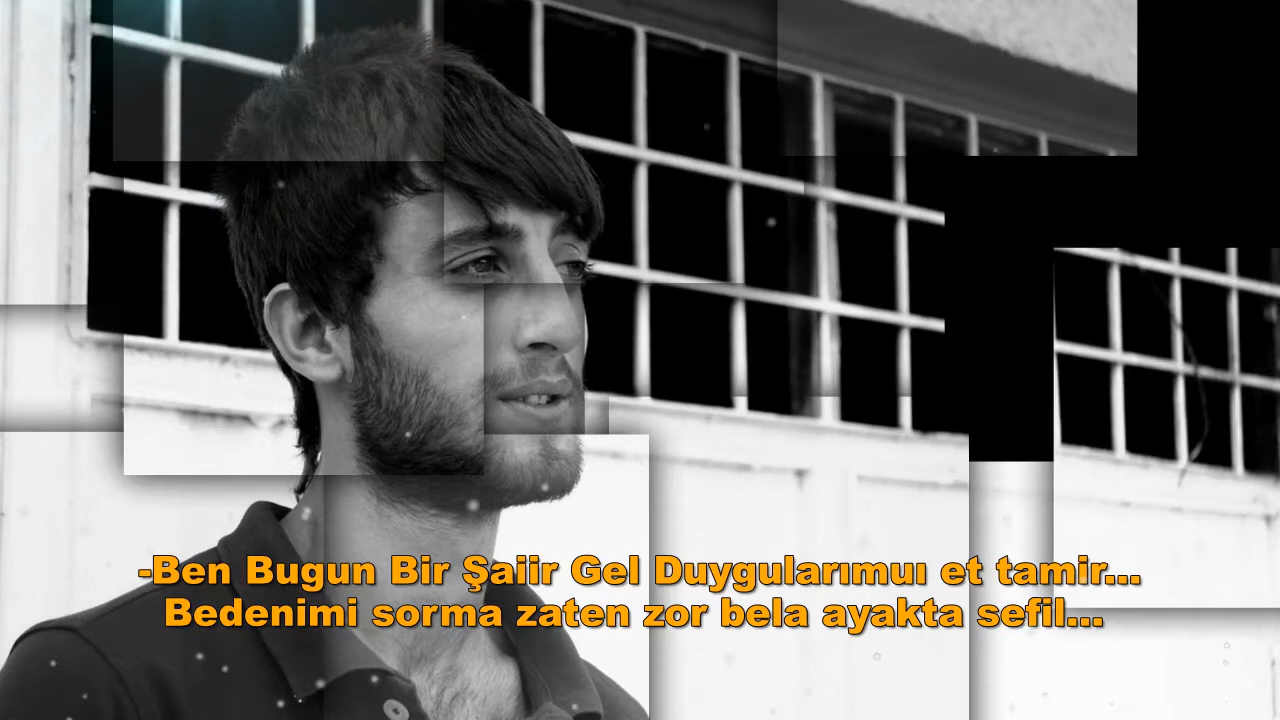 -Ben Bugun Bir Şaiir Gel Duygularımuı et tamir...
Bedenimi sorma zaten zor bela ayakta sefil...